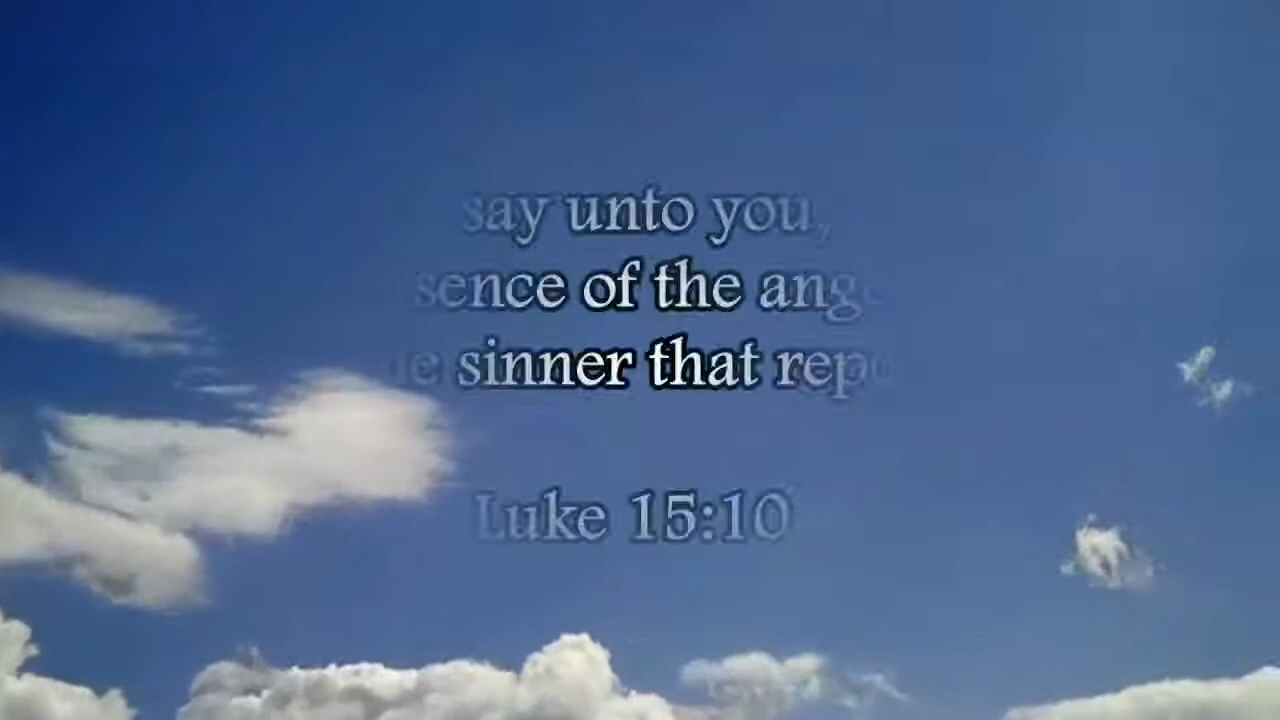 say unto you,
sence of the ang
e sinner that rep
Luke 15:10